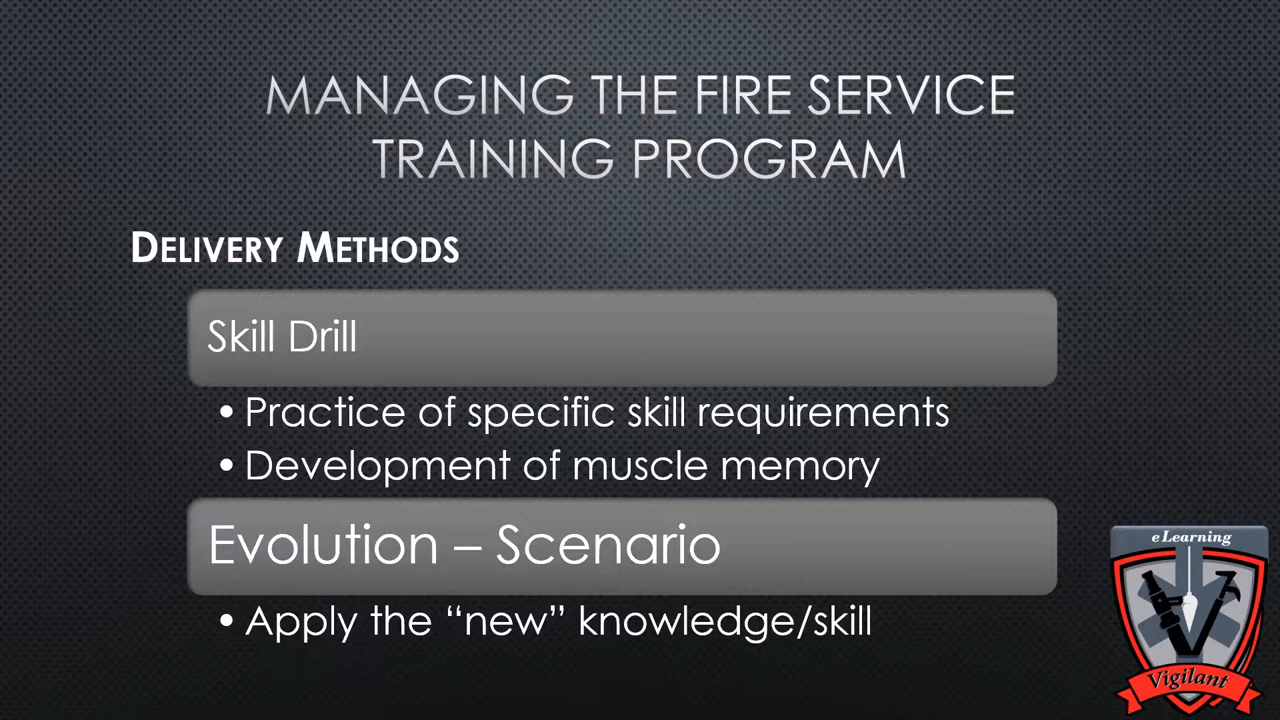 MANAGING THE FIRE SERVICE
TRAINING PROGRAM
DELIVERY METHODS
Skill Drill
• Practice of specific skill requirements
• Development of muscle memory
Evolution – Scenario
• Apply the “new” knowledge/skill
eLearning
V
Vigilant